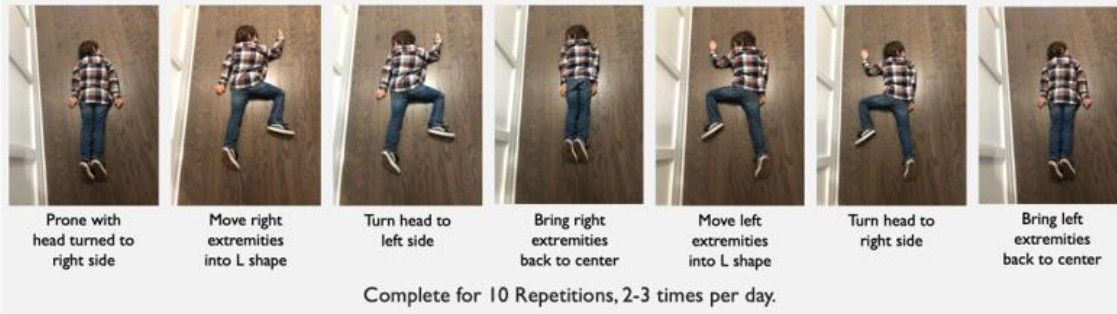 Prone with
head turned to
right side
Move right
extremities
into L shape
Turn head to
left side
Bring right
extremities
back to center
Move left
extremities
into L shape
Turn head to
right side
Bring left
extremities
back to center
Complete for 10 Repetitions, 2-3 times per day.